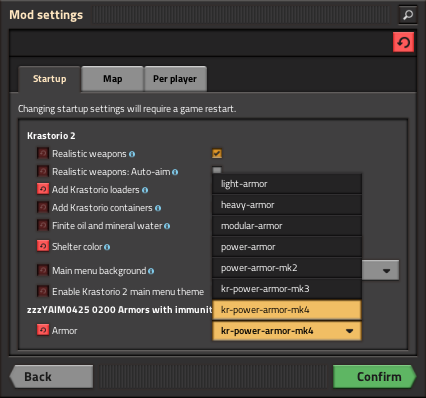 Mod settings
Startup
Map
Per player
Changing startup settings will require a game restart.
Krastorio 2
Realistic weapons
Realistic weapons: Auto-aim
light-armor
Add Krastorio loaders
heavy-armor
Add Krastorio containers
modular-armor
Finite oil and mineral water
power-armor
Shelter color
power-armor-mk2
Main menu background
kr-power-armor-mk3
Enable Krastorio 2 main menu theme
zzzYAIM0425 0200 Armors with immunit
kr-power-armor-mk4
Armor
kr-power-armor-mk4
Back
Confirm